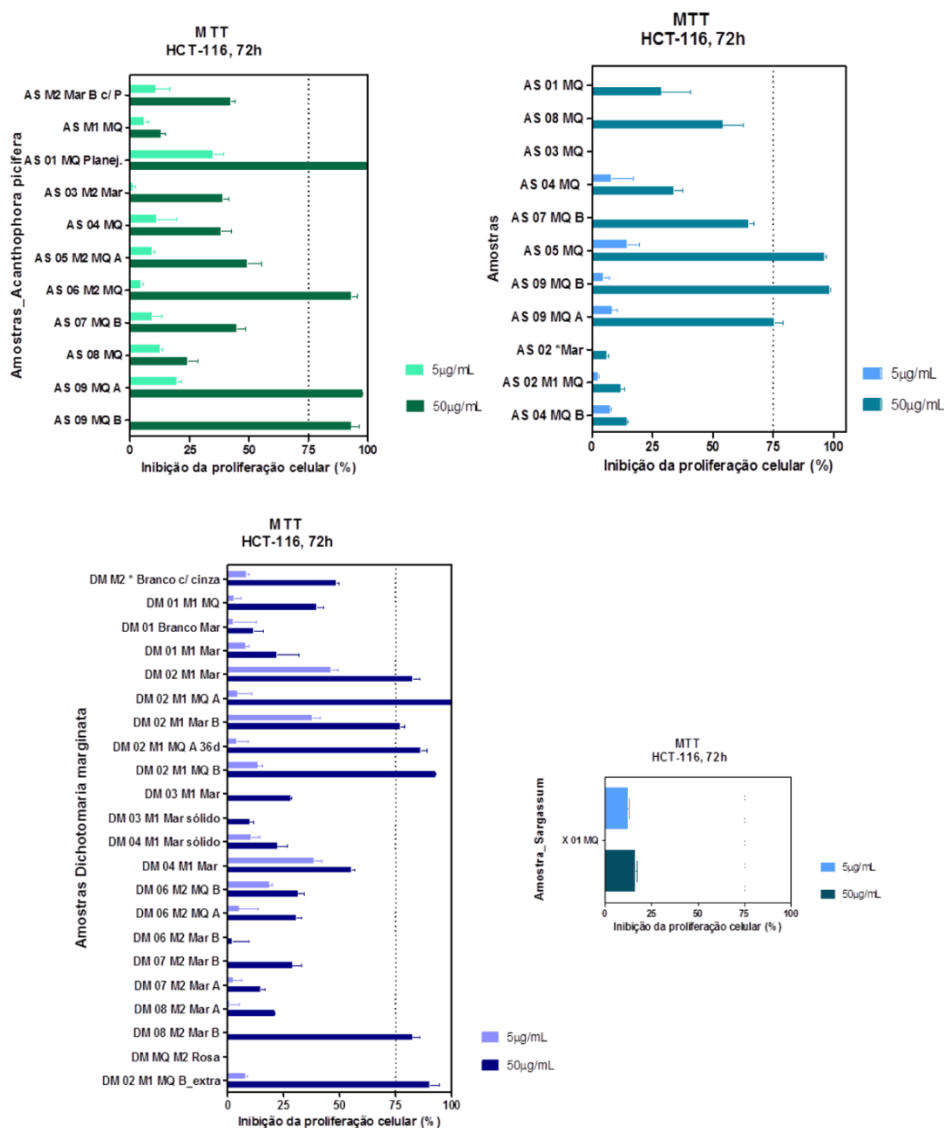 MTT
HCT-116, 72h
Amostras_Acanthophora picifera
AS M2 Mar B c/ P
AS M1 MQ
AS 01 MQ Planej.
AS 03 M2 Mar
AS 04 MQ
AS 05 M2 MQ A
AS 06 M2 MQ
AS 07 MQ B
AS 08 MQ
AS 09 MQ A
AS 09 MQ B
0 25 50 75 100
Inibição da proliferação celular (%)
5µg/mL
50µg/mL
MTT
HCT-116, 72h
Amostras
AS 01 MQ
AS 08 MQ
AS 03 MQ
AS 04 MQ
AS 07 MQ B
AS 05 MQ
AS 09 MQ B
AS 09 MQ A
AS 02 *Mar
AS 02 M1 MQ
AS 04 MQ B
0 25 50 75 100
Inibição da proliferação celular (%)
5µg/mL
50µg/mL
MTT
HCT-116, 72h
Amostras Dichotomaria marginata
DM M2 * Branco c/ cinza
DM 01 M1 MQ
DM 01 Branco Mar
DM 01 M1 Mar
DM 02 M1 Mar
DM 02 M1 MQ A
DM 02 M1 Mar B
DM 02 M1 MQ A 36d
DM 02 M1 MQ B
DM 03 M1 Mar
DM 03 M1 Mar sólido
DM 04 M1 Mar sólido
DM 04 M1 Mar
DM 06 M2 MQ B
DM 06 M2 MQ A
DM 06 M2 Mar B
DM 07 M2 Mar B
DM 07 M2 Mar A
DM 08 M2 Mar A
DM 08 M2 Mar B
DM MQ M2 Rosa
DM 02 M1 MQ B_extra
0 25 50 75 100
Inibição da proliferação celular (%)
5µg/mL
50µg/mL
MTT
HCT-116, 72h
Amostra_Sargassum
X 01 MQ
0 25 50 75 100
Inibição da proliferação celular (%)
5µg/mL
50µg/mL